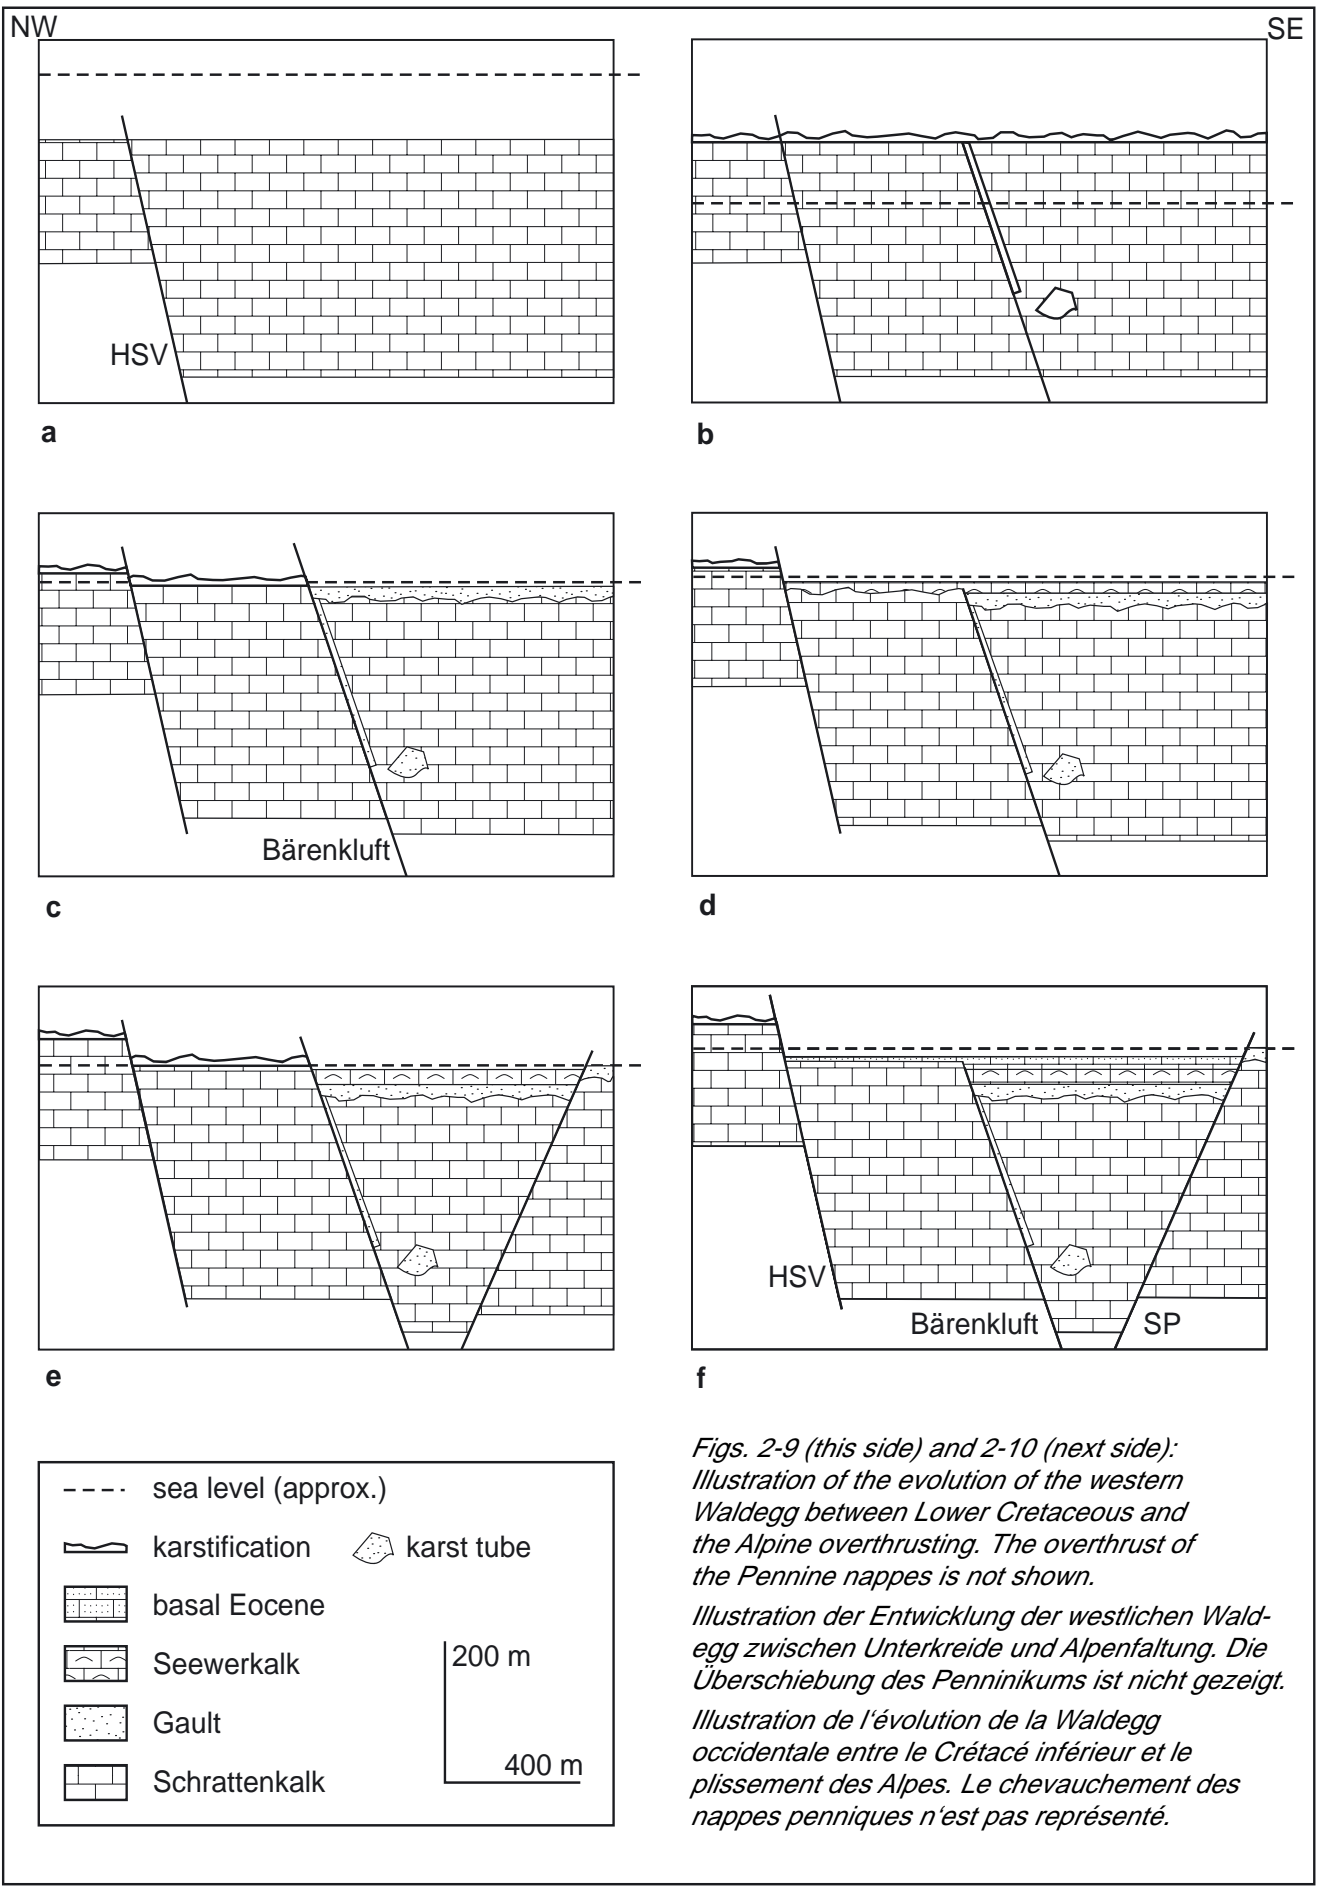 NW
SE
HSV
a
b
Bärenkluft
c
d
e
HSV
Bärenkluft
SP
f
sea level (approx.)
karstification
karst tube
basal Eocene
Seewerkalk
Gault
Schrattenkalk
200 m
400 m
Figs. 2-9 (this side) and 2-10 (next side):
Illustration of the evolution of the western
Waldegg between Lower Cretaceous and
the Alpine overthrusting. The overthrust of
the Pennine nappes is not shown.
Illustration der Entwicklung der westlichen Wald-
egg zwischen Unterkreide und Alpenfaltung. Die
Überschiebung des Penninikums ist nicht gezeigt.
Illustration de l'évolution de la Waldegg
occidentale entre le Crétacé inférieur et le
plissement des Alpes. Le chevauchement des
nappes penniques n'est pas représenté.